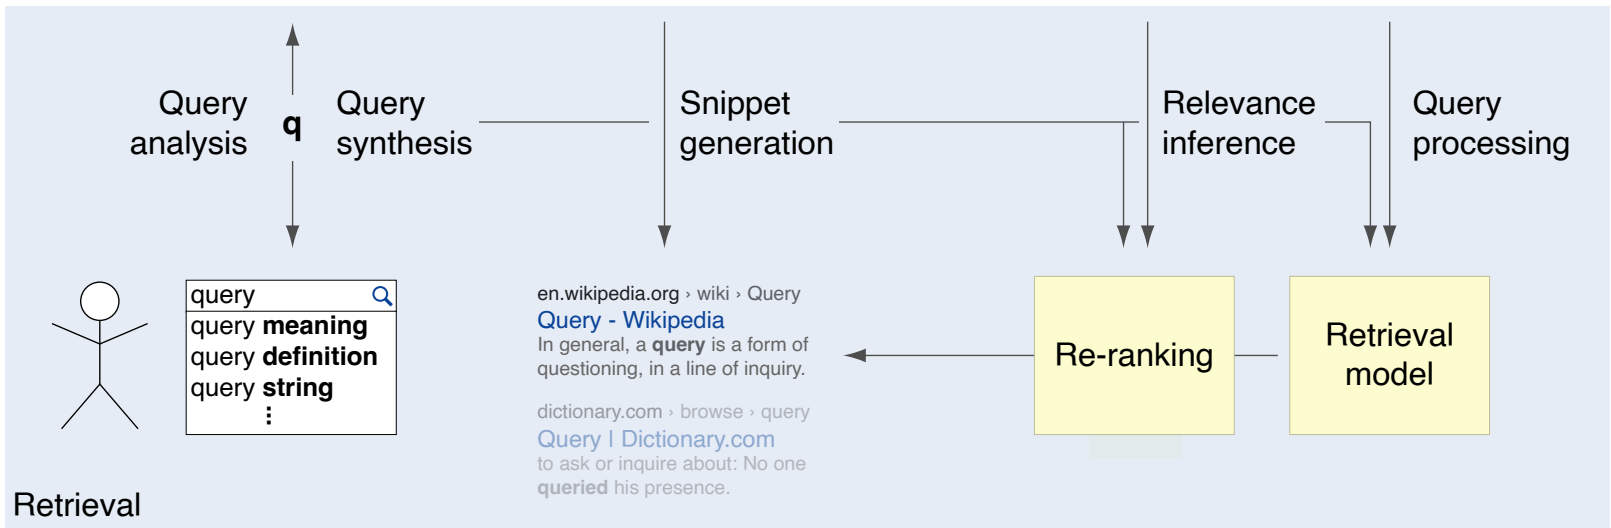 Query
analysis
q
Query
synthesis
Snippet
generation
Relevance
inference
Query
processing
query
query meaning
query definition
query string
⋮
en.wikipedia.org › wiki › Query
Query - Wikipedia
In general, a query is a form of
questioning, in a line of inquiry.
dictionary.com › browse › query
Query | Dictionary.com
to ask or inquire about: No one
queried his presence.
Re-ranking
Retrieval
model
Retrieval